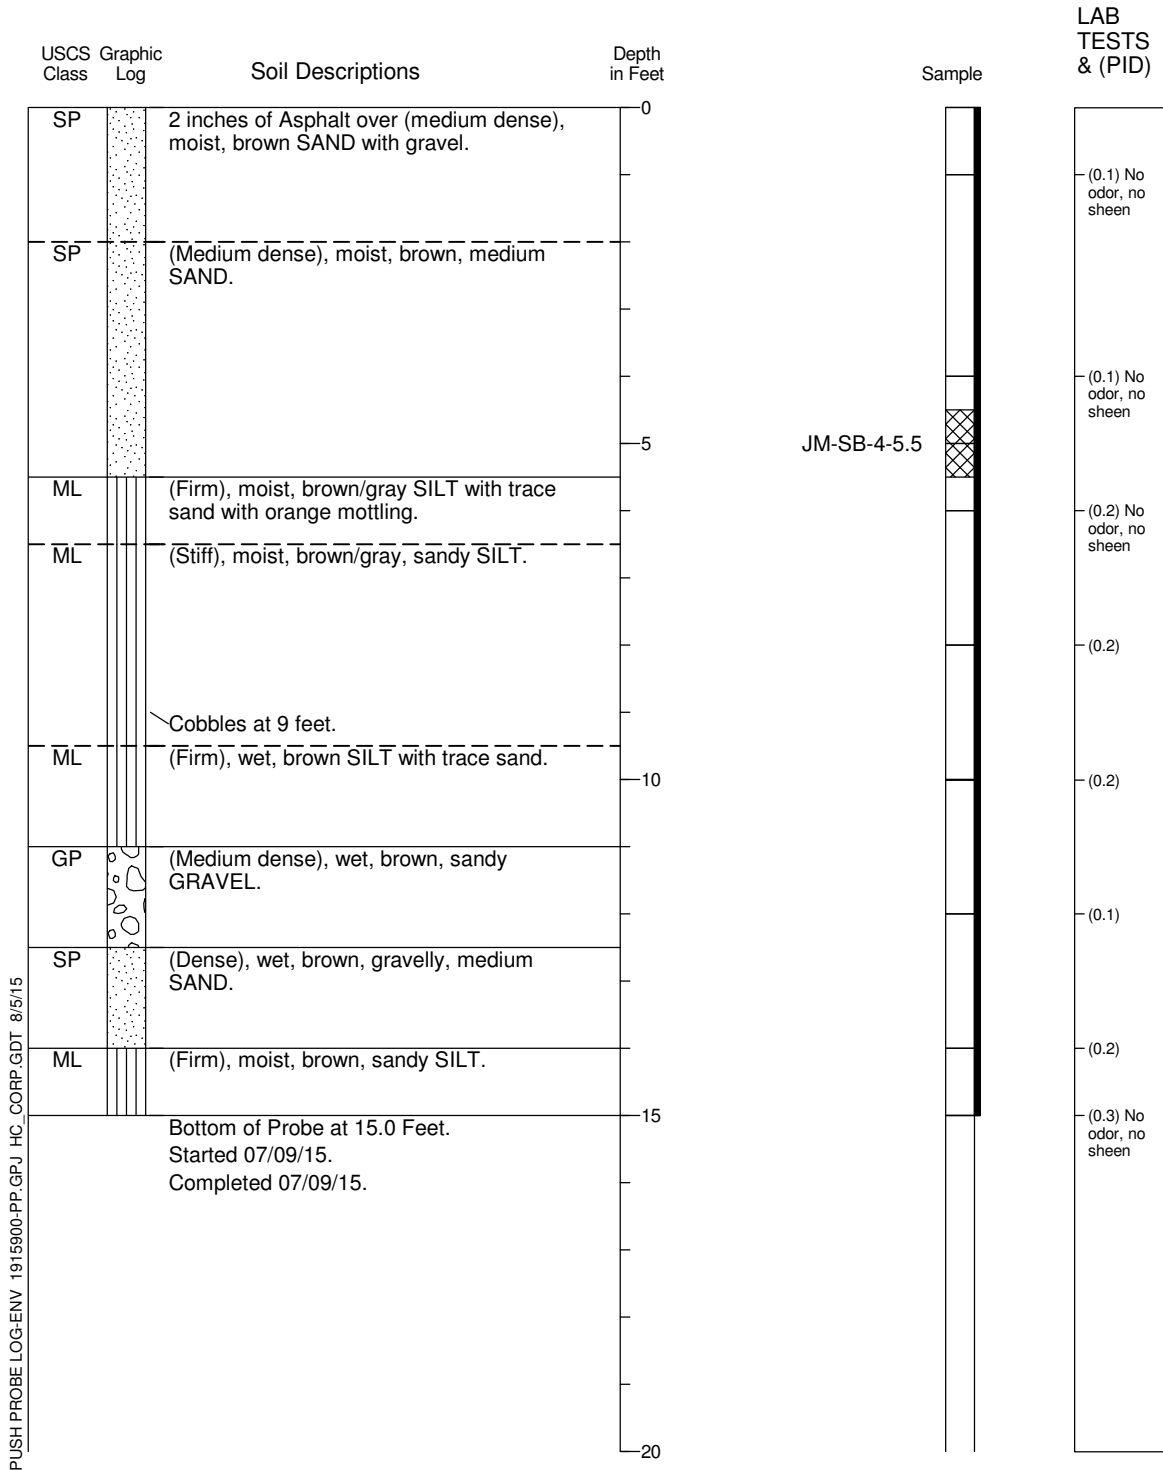 LAB
TESTS
& (PID)
USCS Class
Graphic Log
Soil Descriptions
Depth in Feet
Sample
SP
2 inches of Asphalt over (medium dense),
moist, brown SAND with gravel.
0
(0.1) No
odor, no
sheen
SP
(Medium dense), moist, brown, medium
SAND.
(0.1) No
odor, no
sheen
5
JM-SB-4-5.5
ML
(Firm), moist, brown/gray SILT with trace
sand with orange mottling.
(0.2) No
odor, no
sheen
ML
(Stiff), moist, brown/gray, sandy SILT.
(0.2)
Cobbles at 9 feet.
ML
(Firm), wet, brown SILT with trace sand.
10
(0.2)
GP
(Medium dense), wet, brown, sandy
GRAVEL.
(0.1)
SP
(Dense), wet, brown, gravelly, medium
SAND.
(0.2)
ML
(Firm), moist, brown, sandy SILT.
15
(0.3) No
odor, no
sheen
Bottom of Probe at 15.0 Feet.
Started 07/09/15.
Completed 07/09/15.
20
PUSH PROBE LOG-ENV 1915900-PP.GPJ HC_CORP.GDT 8/5/15